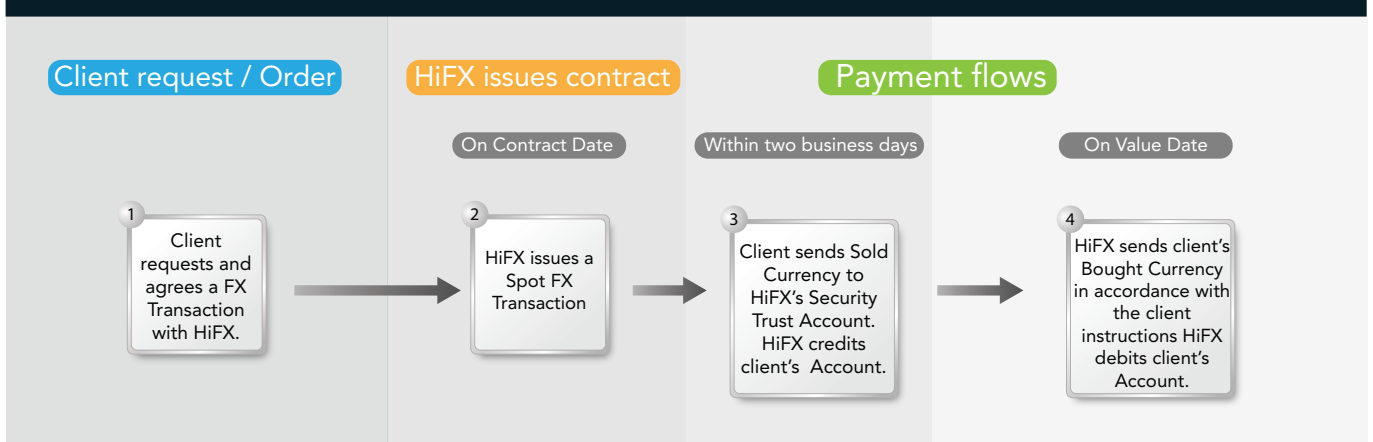 Client request / Order
HiFX issues contract
Payment flows
On Contract Date
Within two business days
On Value Date
1
Client
requests and
agrees a FX
Transaction
with HiFX.
2
HiFX issues a
Spot FX
Transaction
3
Client sends Sold
Currency to
HiFX's Security
Trust Account.
HiFX credits
client's  Account.
4
HiFX sends client's
Bought Currency
in accordance with
the client
instructions HiFX
debits client's
Account.